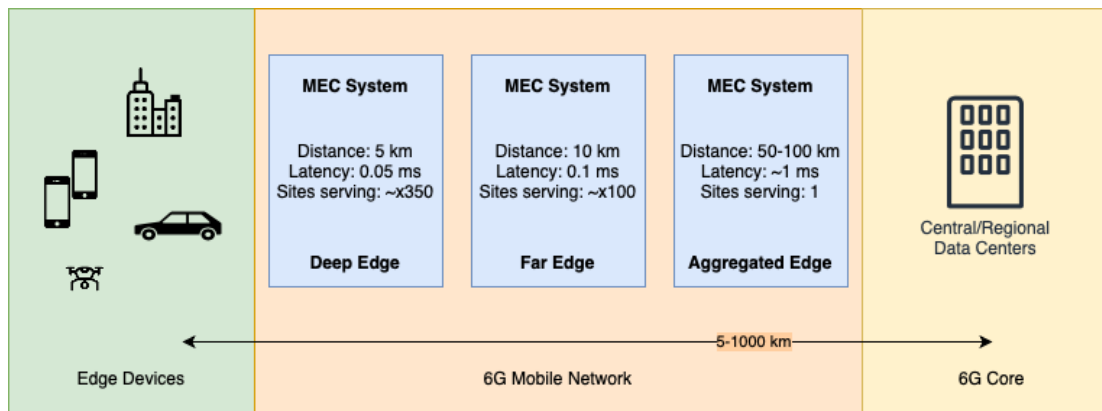 MEC System
Distance: 5 km
Latency: 0.05 ms
Sites serving: ~x350
Deep Edge
MEC System
Distance: 10 km
Latency: 0.1 ms
Sites serving: ~x100
Far Edge
MEC System
Distance: 50-100 km
Latency: ~1 ms
Sites serving: 1
Aggregated Edge
Central/Regional
Data Centers
5-1000 km
Edge Devices
6G Mobile Network
6G Core